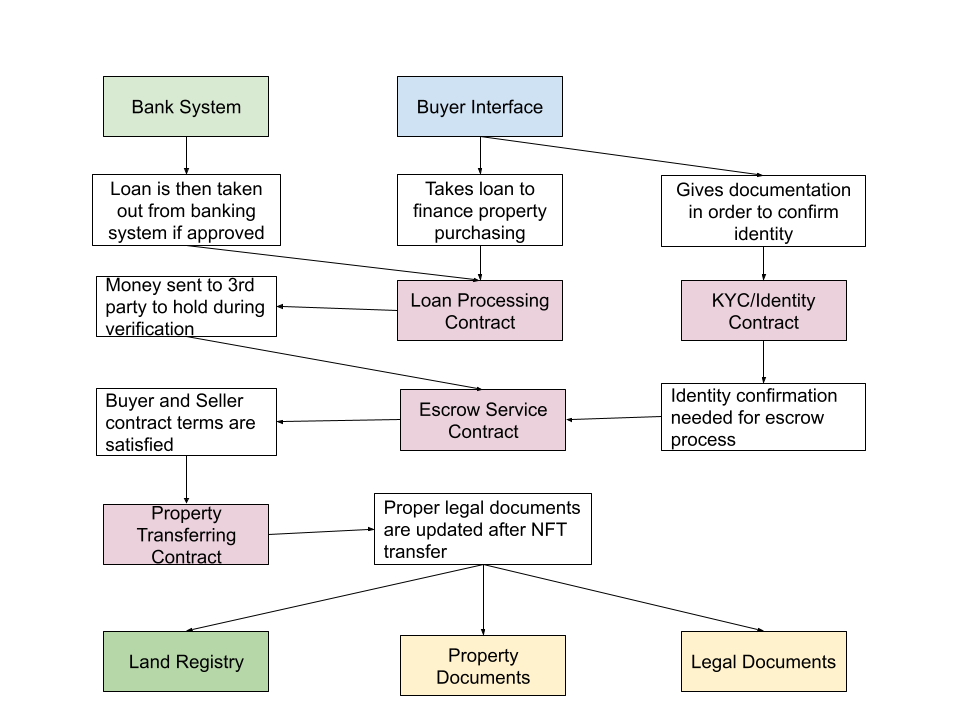 Bank System
Buyer Interface
Loan is then taken
out from banking
system if approved
Takes loan to
finance property
purchasing
Gives documentation
in order to confirm
identity
Money sent to 3rd
party to hold during
verification
Loan Processing
Contract
KYC/Identity
Contract
Buyer and Seller
contract terms are
satisfied
Escrow Service
Contract
Identity confirmation
needed for escrow
process
Property
Transferring
Contract
Proper legal documents
are updated after NFT
transfer
Land Registry
Property
Documents
Legal Documents